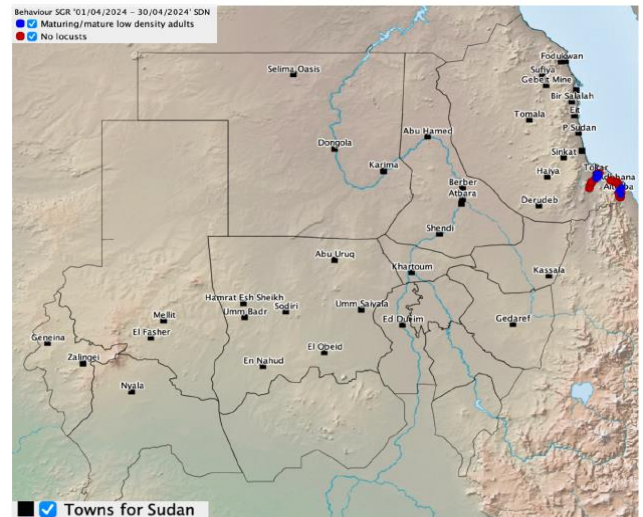 Behaviour SGR '01/04/2024 - 30/04/2024' SDN
Maturing/mature low density adults
No locusts
Fodukwan
Selima Oasis
Sufiya
Gebeit Mine
Bir Salalah
Eit
Tomala
P Sudan
Abu Hamed
Dongola
Sinkat
Karima
Haiya
Berber
Atbara
Derudeb
Shendi
Abu Uruq
Khartoum
Kassala
Hamrat Esh Sheikh
Umm Badr
Sodiri
Umm Saiyala
Mellit
Ed Dueim
Gedaref
El Fasher
Geneina
El Obeid
Zalingei
En Nahud
Nyala
Towns for Sudan